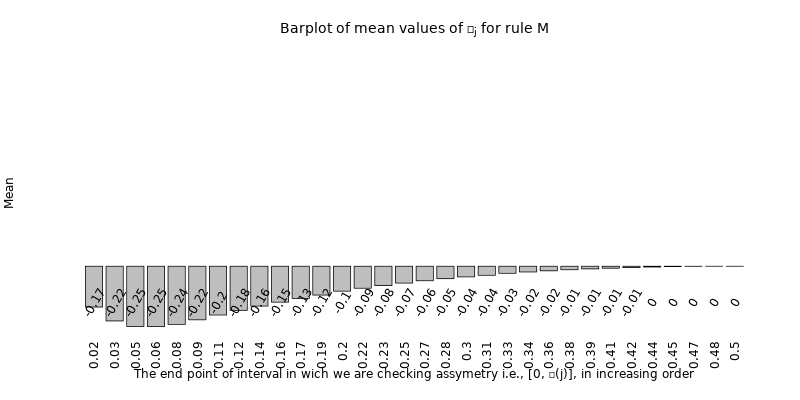 Barplot of mean values of □j for rule M
Mean
-0.17 -0.22 -0.25 -0.25 -0.24 -0.22 -0.2 -0.18 -0.16 -0.15 -0.13 -0.12 -0.1 -0.09 -0.08 -0.07 -0.06 -0.05 -0.04 -0.04 -0.03 -0.02 -0.02 -0.01 -0.01 -0.01 -0.01 0 0 0 0 0
0.02 0.03 0.05 0.06 0.08 0.09 0.11 0.12 0.14 0.16 0.17 0.19 0.2 0.22 0.23 0.25 0.27 0.28 0.3 0.31 0.33 0.34 0.36 0.38 0.39 0.41 0.42 0.44 0.45 0.47 0.48 0.5
The end point of interval in wich we are checking assymetry i.e., [0, □(j)], in increasing order